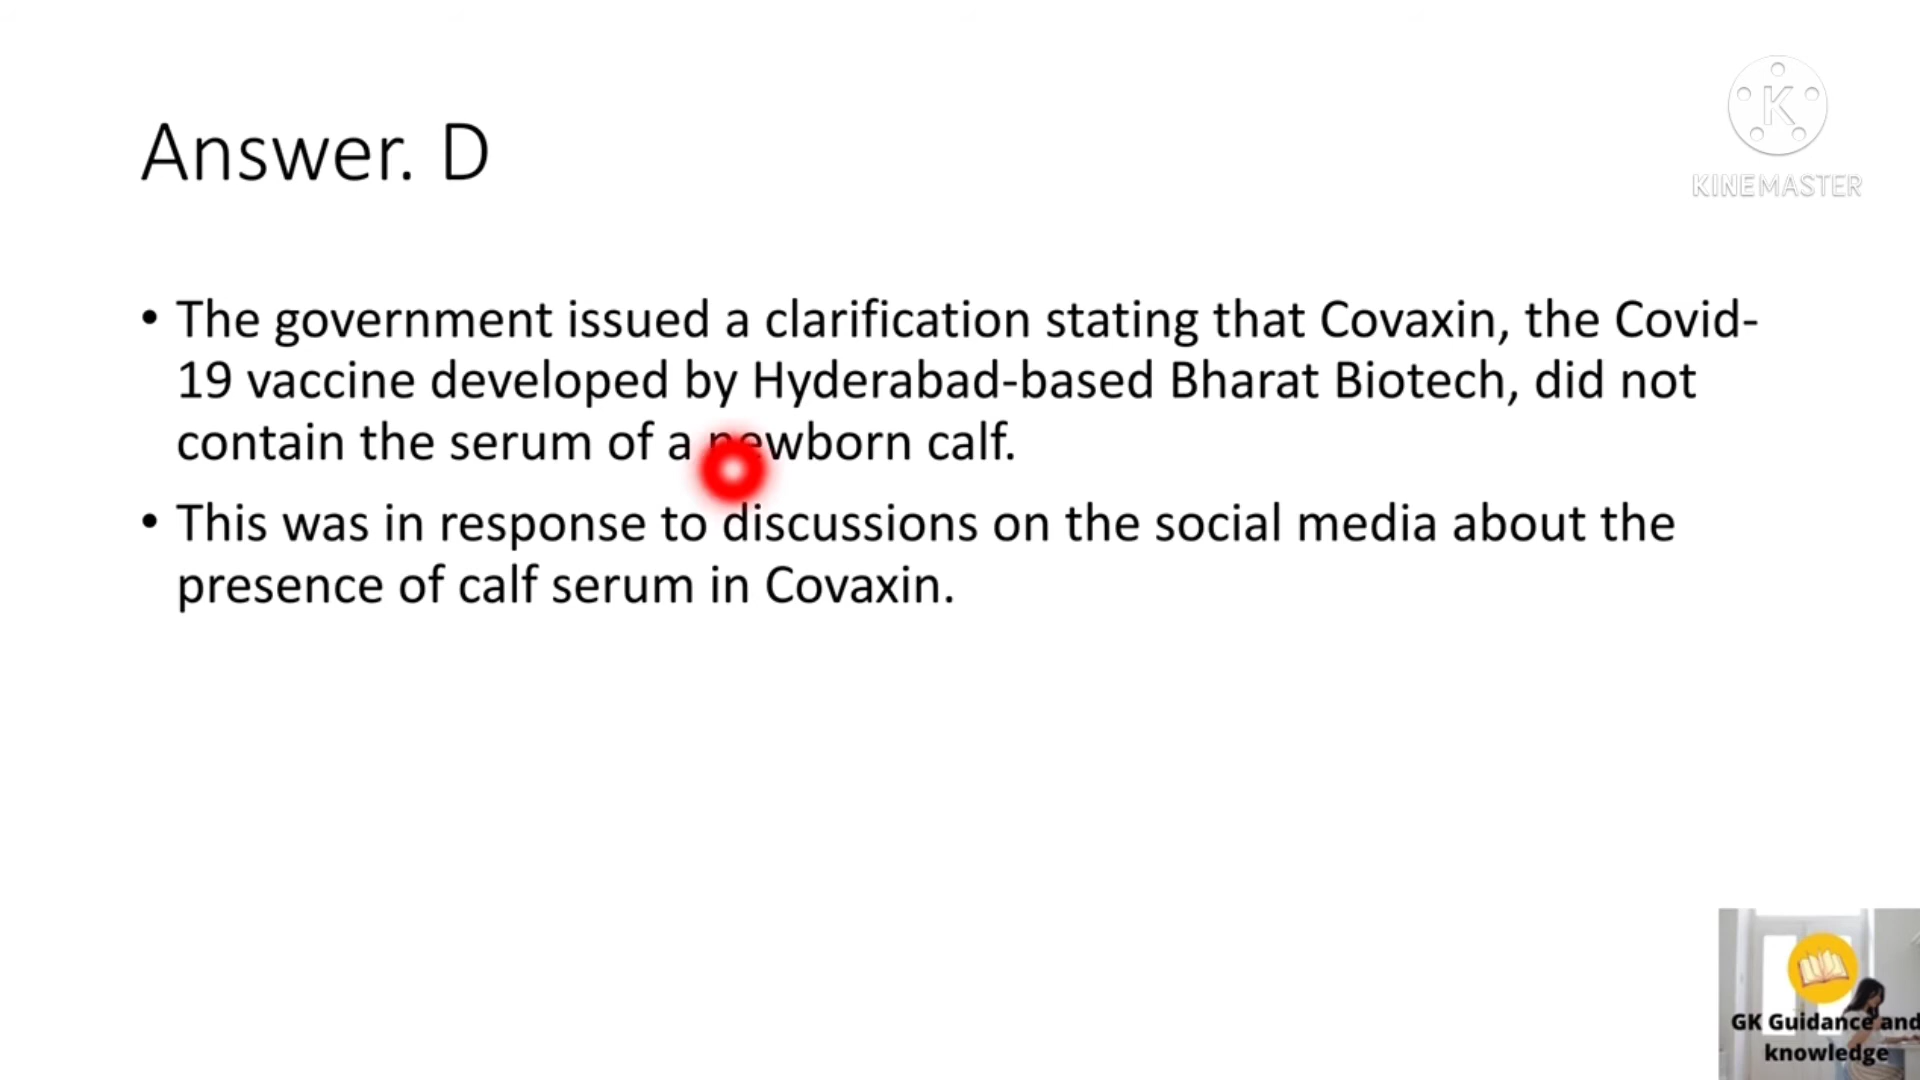 Answer. D
K
KINEMASTER
• The government issued a clarification stating that Covaxin, the Covid-
19 vaccine developed by Hyderabad-based Bharat Biotech, did not
contain the serum of a newborn calf.
• This was in response to discussions on the social media about the
presence of calf serum in Covaxin.
GK Guidance and
knowledge